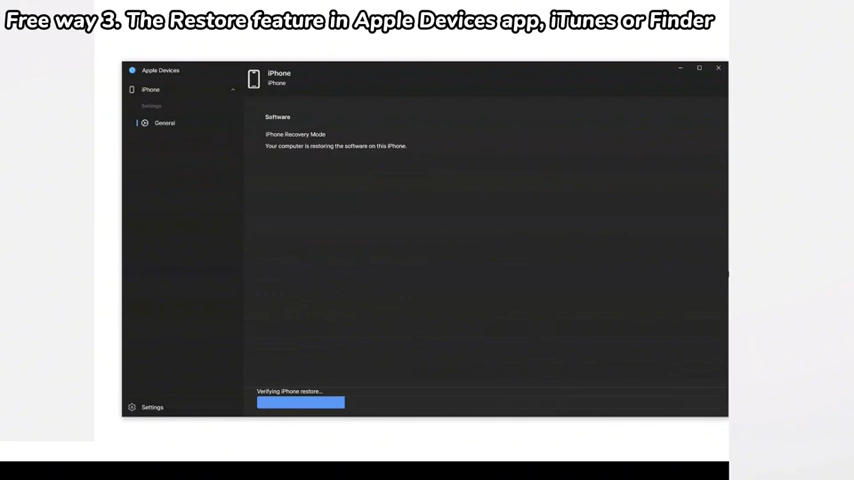 Free way 3. The Restore feature in Apple Devices app, iTunes or Finder
Apple Devices
iPhone
Settings
General
Settings
iPhone
iPhone
Software
iPhone Recovery Mode
Your computer is restoring the software on this iPhone.
Verifying iPhone restore...